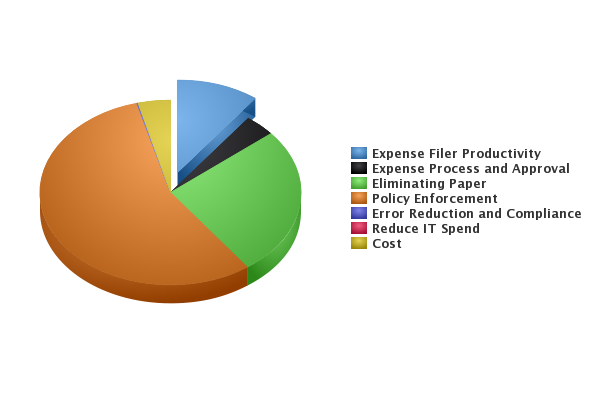 Expense Filer Productivity
Expense Process and Approval
Eliminating Paper
Policy Enforcement
Error Reduction and Compliance
Reduce IT Spend
Cost